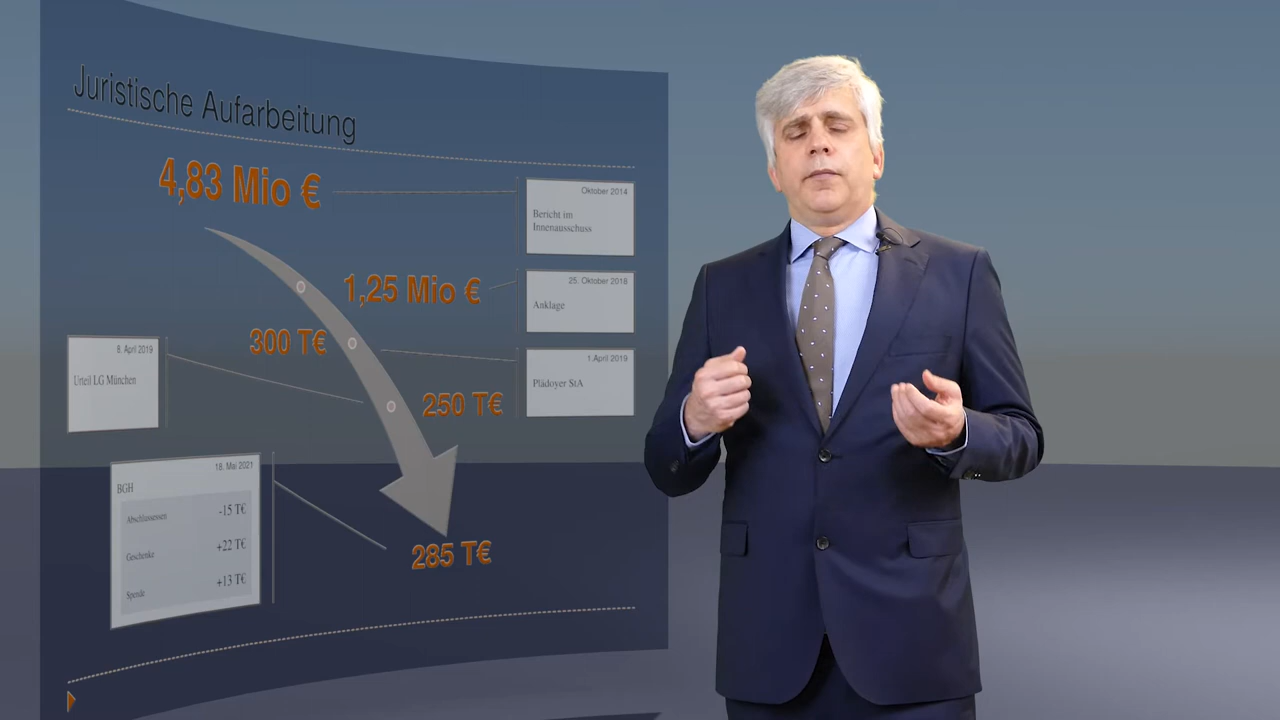 Juristische Aufarbeitung
4,83 Mio €
Oktober 2014
Bericht im
Innenausschuss
1,25 Mio €
25. Oktober 2018
Anklage
300 T€
8. April 2019
Urteil LG München
1.April 2019
Plädoyer StA
250 T€
18. Mai 2021
BGH
Abschlussessen -15 T€
Geschenke +22 T€
Spende +13 T€
285 T€